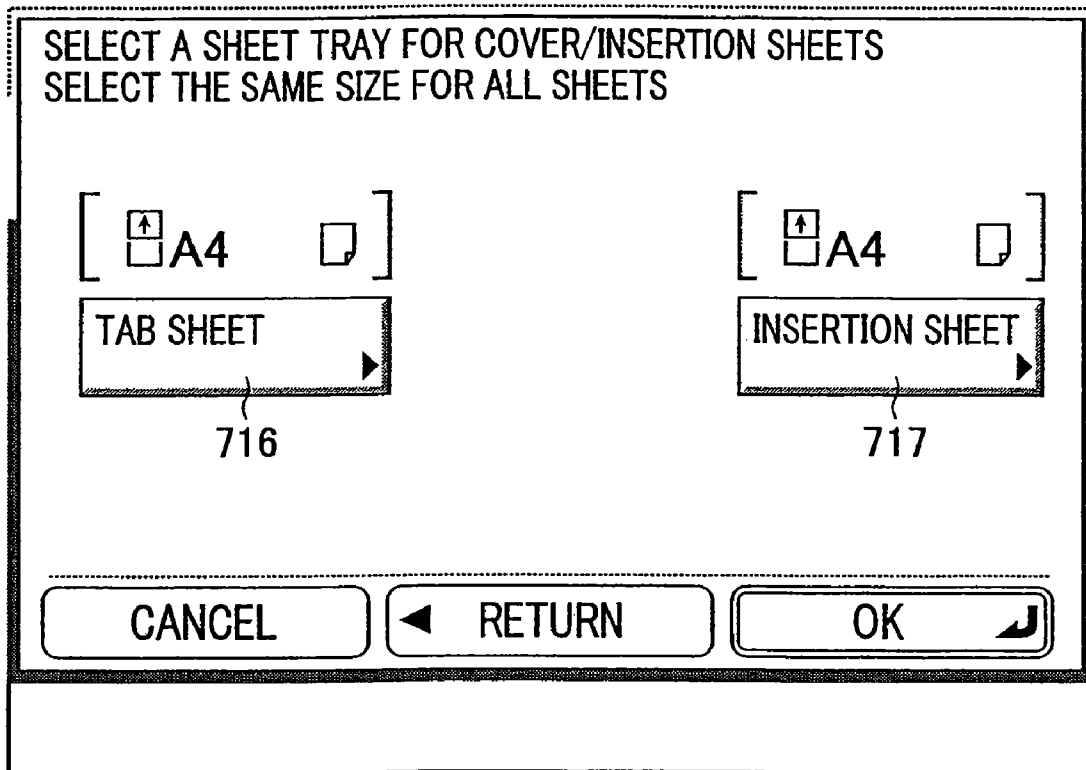 SELECT A SHEET TRAY FOR COVER/INSERTION SHEETS
SELECT THE SAME SIZE FOR ALL SHEETS
A4 A4
TAB SHEET INSERTION SHEET
716 717
CANCEL RETURN OK